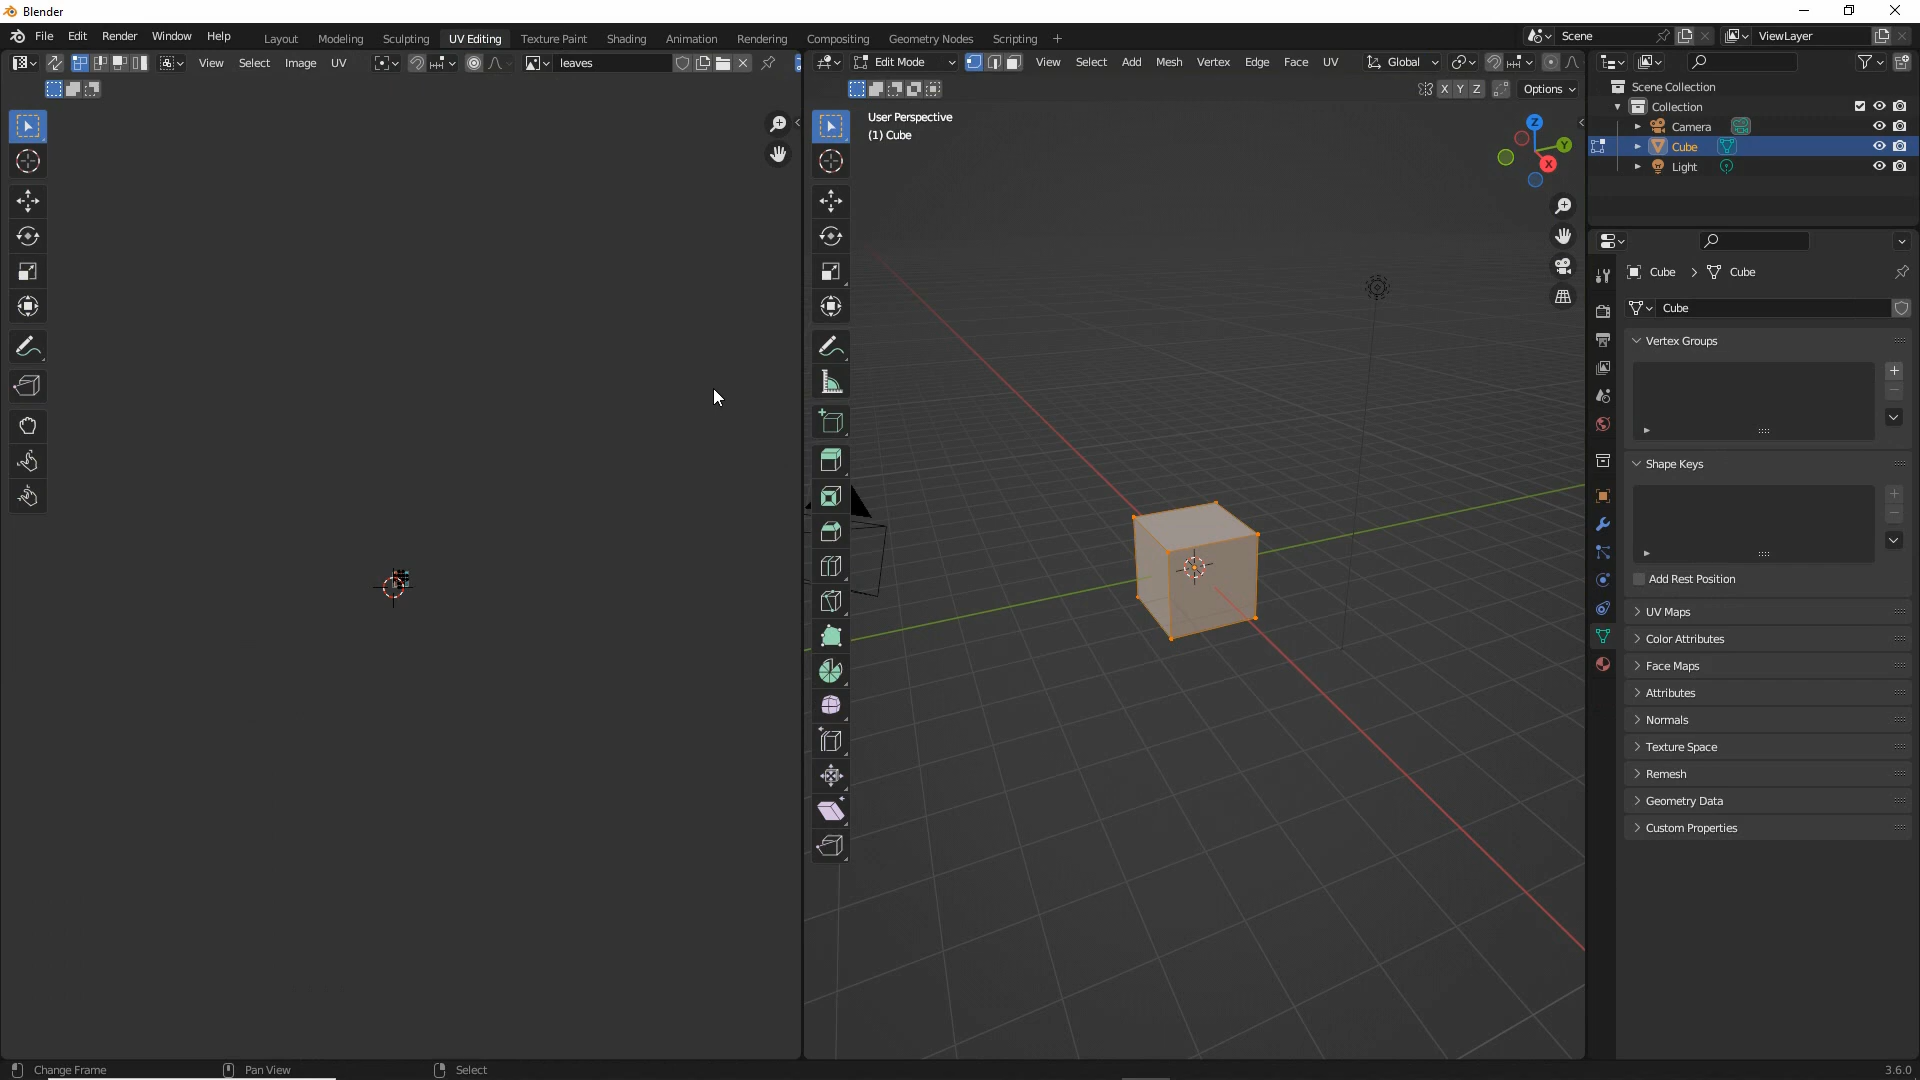 Blender
File Edit Render Window Help Layout Modeling Sculpting UV Editing Texture Paint Shading Animation Rendering Compositing Geometry Nodes Scripting + Scene ViewLayer
View Select Image UV leaves Edit Mode View Select Add Mesh Vertex Edge Face UV Global
X Y Z Options
User Perspective
(1) Cube
Z
Y
X
Scene Collection
Collection
Camera
Cube
Light
Cube > Cube
Cube
Vertex Groups
Shape Keys
Add Rest Position
UV Maps
Color Attributes
Face Maps
Attributes
Normals
Texture Space
Remesh
Geometry Data
Custom Properties
Change Frame Pan View Select 3.6.0